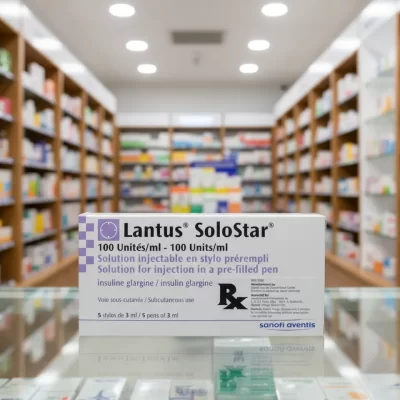 Lantus® SoloStar®
100 Unités/ml - 100 Units/ml
Solution injectable en stylo prérempli
Solution for injection in a pre-filled pen
insuline glargine / insulin glargine
Voie sous-cutanée / Subcutaneous use
5 stylos de 3 ml / 5 pens of 3 ml
Rx
sanofi aventis